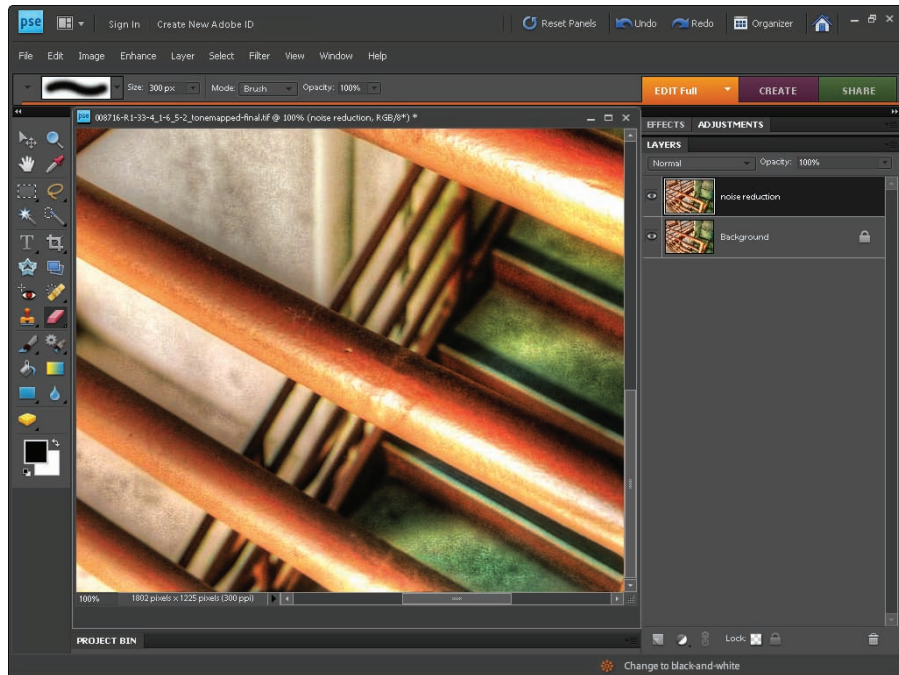 pse Sign In Create New Adobe ID Reset Panels Undo Redo Organizer
File Edit Image Enhance Layer Select Filter View Window Help
Size: 300 px Mode: Brush Opacity: 100% EDIT Full CREATE SHARE
pse 008716-R1-33-4_1-6_5-2_tonemapped-final.tif @ 100% (noise reduction, RGB/8*) *
EFFECTS ADJUSTMENTS
LAYERS
Normal Opacity: 100%
noise reduction
Background
T
100% 1802 pixels x 1225 pixels (300 ppi)
PROJECT BIN
Lock:
Change to black-and-white